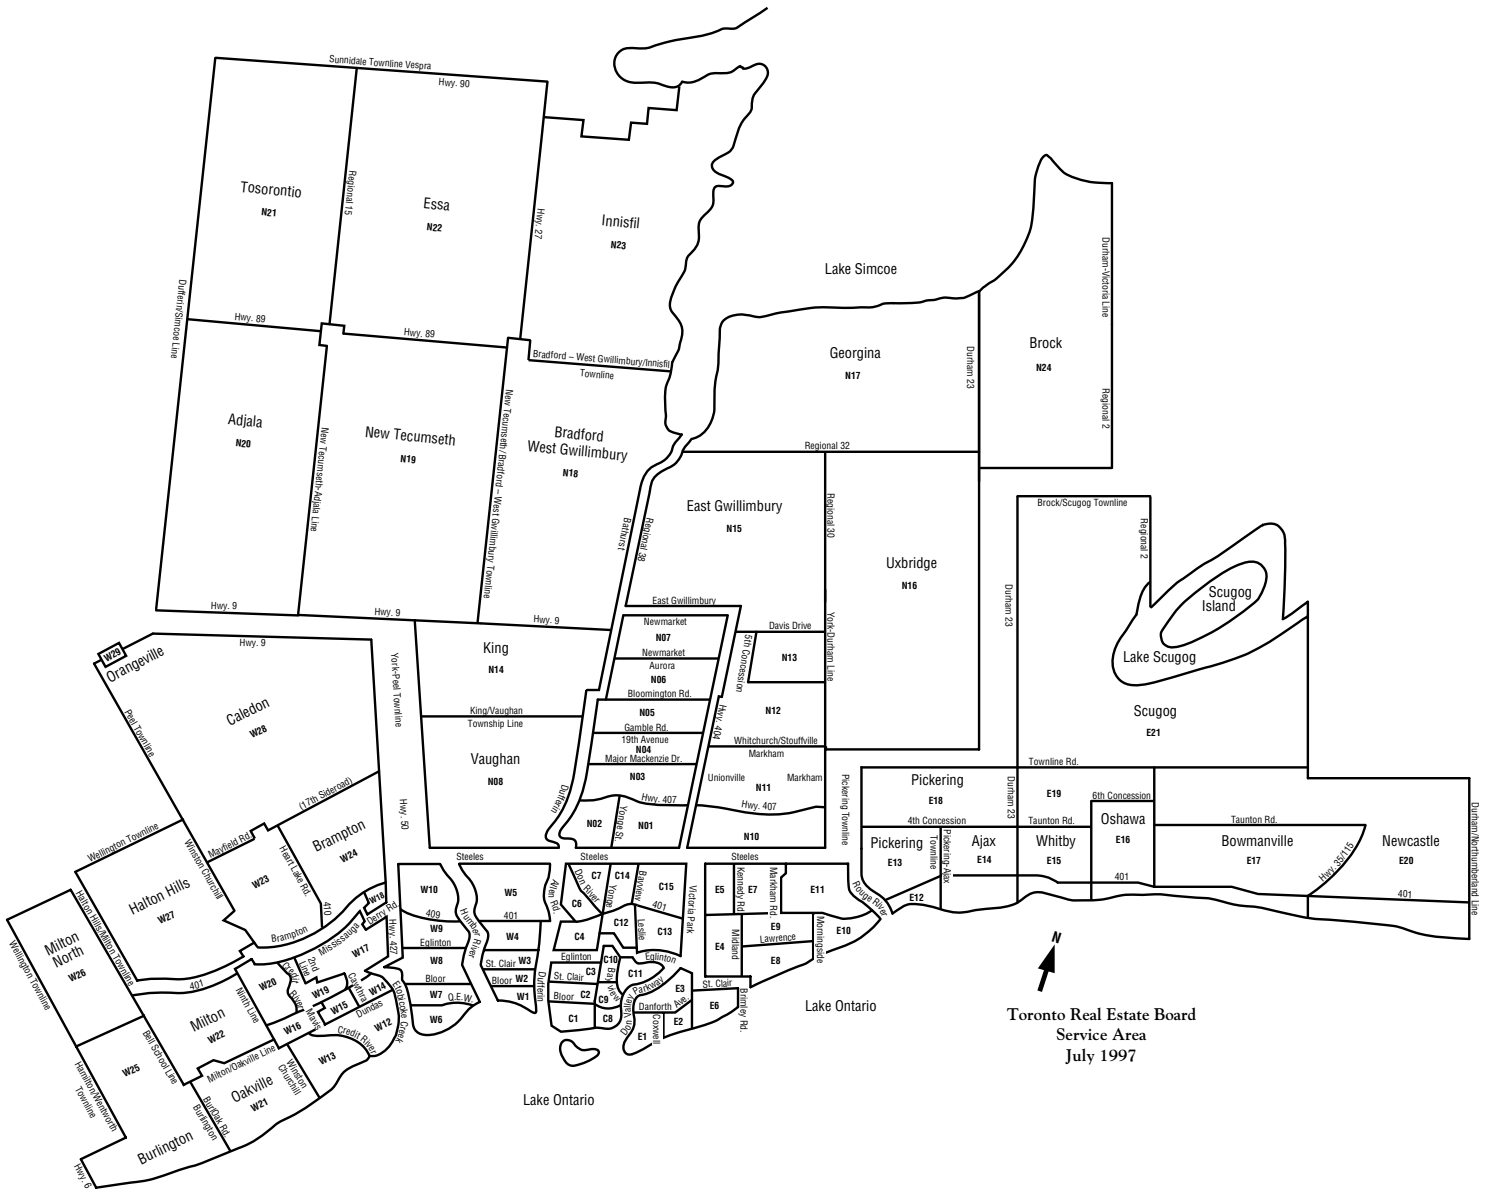 Sunnidale Townline Vespra
Hwy. 90
Tosorontio
N21
Regional 15
Essa
N22
Hwy. 27
Innisfil
N23
Dufferin/Simcoe Line
Hwy. 89
Hwy. 89
Bradford – West Gwillimbury/Innisfil
Townline
Lake Simcoe
Georgina
N17
Durham 23
Brock
N24
Durham-Victoria Line
Regional 2
Adjala
N20
New Tecumseth-Adjala Line
New Tecumseth
N19
New Tecumseth / Bradford – West Gwillimbury Townline
Bradford
West Gwillimbury
N18
Regional 32
Bathurst
Regional 38
East Gwillimbury
N15
Regional 30
Uxbridge
N16
Brock/Scugog Townline
Regional 2
Scugog
Island
Lake Scugog
Durham 23
Scugog
E21
Hwy. 9
Hwy. 9
Hwy. 9
Hwy. 9
W29
Orangeville
Caledon
W28
Peel Townline
York-Peel Townline
King
N14
King/Vaughan
Township Line
Vaughan
N08
Hwy. 50
Dufferin
East Gwillimbury
Newmarket
N07
Newmarket
Aurora
N06
Bloomington Rd.
N05
Gamble Rd.
19th Avenue
N04
Major Mackenzie Dr.
N03
Hwy. 407
N02
Yonge St.
N01
Davis Drive
5th Concession
N13
York-Durham Line
N12
Hwy. 404
Whitchurch/Stouffville
Markham
Unionville
Markham
N11
Hwy. 407
N10
Pickering Townline
Townline Rd.
Pickering
E18
Durham 23
E19
6th Concession
4th Concession
Taunton Rd.
Taunton Rd.
Pickering
E13
Pickering-Ajax
Townline
Ajax
E14
Whitby
E15
Oshawa
E16
Bowmanville
E17
Hwy. 35/115
Newcastle
E20
Durham/Northumberland Line
401
401
E12
Rouge River
(17th Sideroad)
Mayfield Rd.
Wellington Townline
Winston Churchill
Heart Lake Rd.
Brampton
W24
W23
410
Halton Hills
W27
Halton Hills/Milton Townline
Milton
North
W26
Wellington Townline
401
Brampton
Mississauga
W18
Derry Rd.
W17
Hwy. 427
2nd
Line
Credit
River
W20
W19
Cawthra
W14
W15
Mavis
Dundas
W16
W12
Credit River
W13
Etobicoke Creek
Ninth Line
Milton
W22
Bell School Line
Milton/Oakville Line
Winston
Churchill
Oakville
W21
W25
Hamilton/Wentworth
Townline
Burloak Rd.
Burlington
Burlington
Hwy. 6
Steeles
Steeles
Steeles
W10
409
W9
Eglinton
W8
Bloor
W7
Q.E.W.
W6
Humber River
W5
401
W4
St. Clair
W3
Bloor
W2
W1
Allen Rd.
Dufferin
C7
C14
Don River
Yonge
Bayview
C15
C6
C12
401
Leslie
C13
C4
Victoria Park
Eglinton
C10
Eglinton
C3
St. Clair
Bayview
C11
Bloor
C2
C9
C1
C8
Don Valley
Parkway
E3
Danforth Ave.
Coxwell
E2
E1
E6
St. Clair
Brimley Rd.
E5
Kennedy Rd.
E7
Markham Rd.
E11
E4
Midland
E9
Lawrence
E8
Morningside
E10
Lake Ontario
Lake Ontario
N
Toronto Real Estate Board
Service Area
July 1997